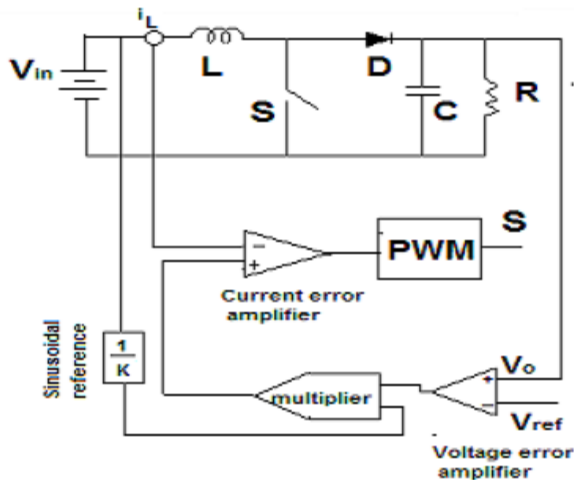 iL
Vin
L
D
S
C
R
S
−
+
PWM
Current error
amplifier
Sinusoidal
reference
1
K
multiplier
Vo
+
−
Vref
Voltage error
amplifier